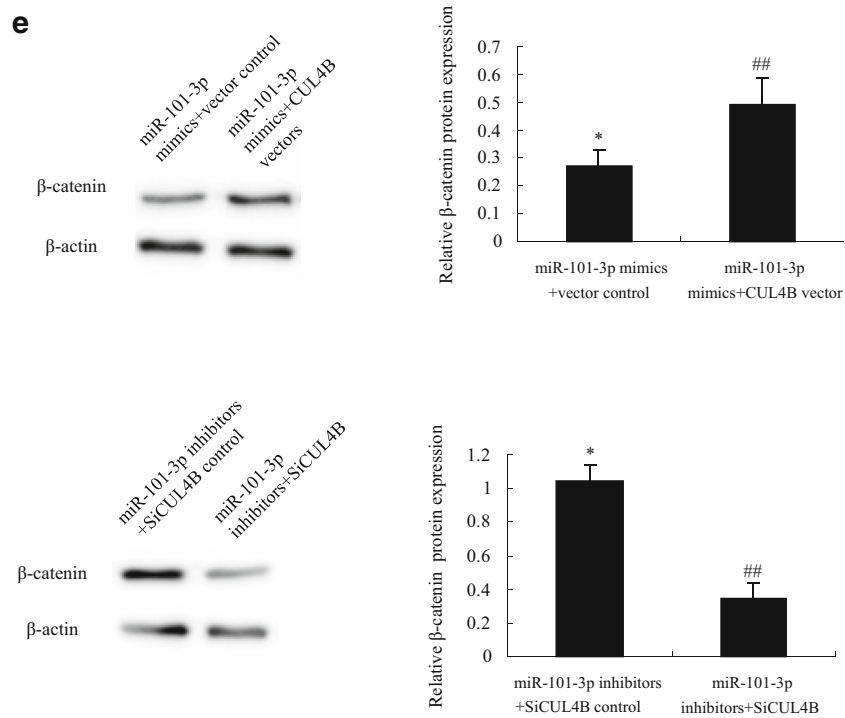 e
miR-101-3p
mimics+vector control
miR-101-3p
mimics+CUL4B
vectors
β-catenin
β-actin
Relative β-catenin protein expression
0.7
0.6
0.5
0.4
0.3
0.2
0.1
0
*
##
miR-101-3p mimics
+vector control
miR-101-3p
mimics+CUL4B vector
miR-101-3p inhibitors
+SiCUL4B control
miR-101-3p
inhibitors+SiCUL4B
β-catenin
β-actin
Relative β-catenin protein expression
1.2
1
0.8
0.6
0.4
0.2
0
*
##
miR-101-3p inhibitors
+SiCUL4B control
miR-101-3p
inhibitors+SiCUL4B